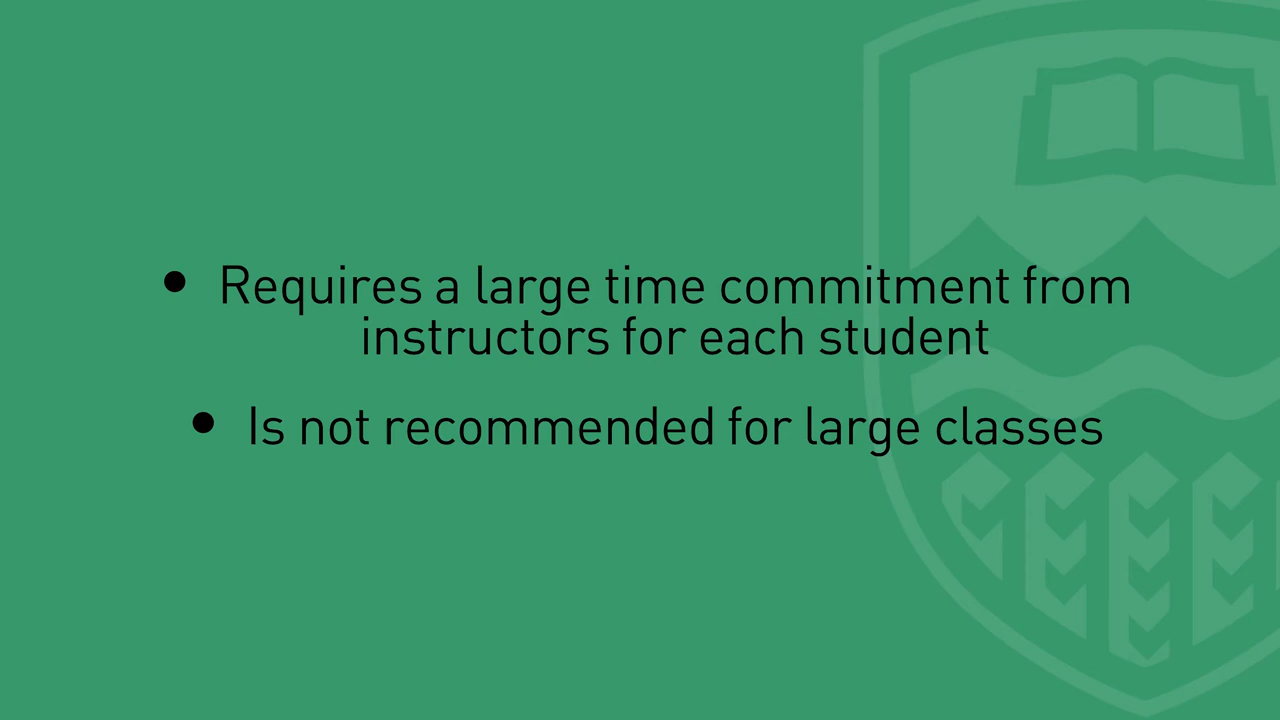 • Requires a large time commitment from
instructors for each student
• Is not recommended for large classes